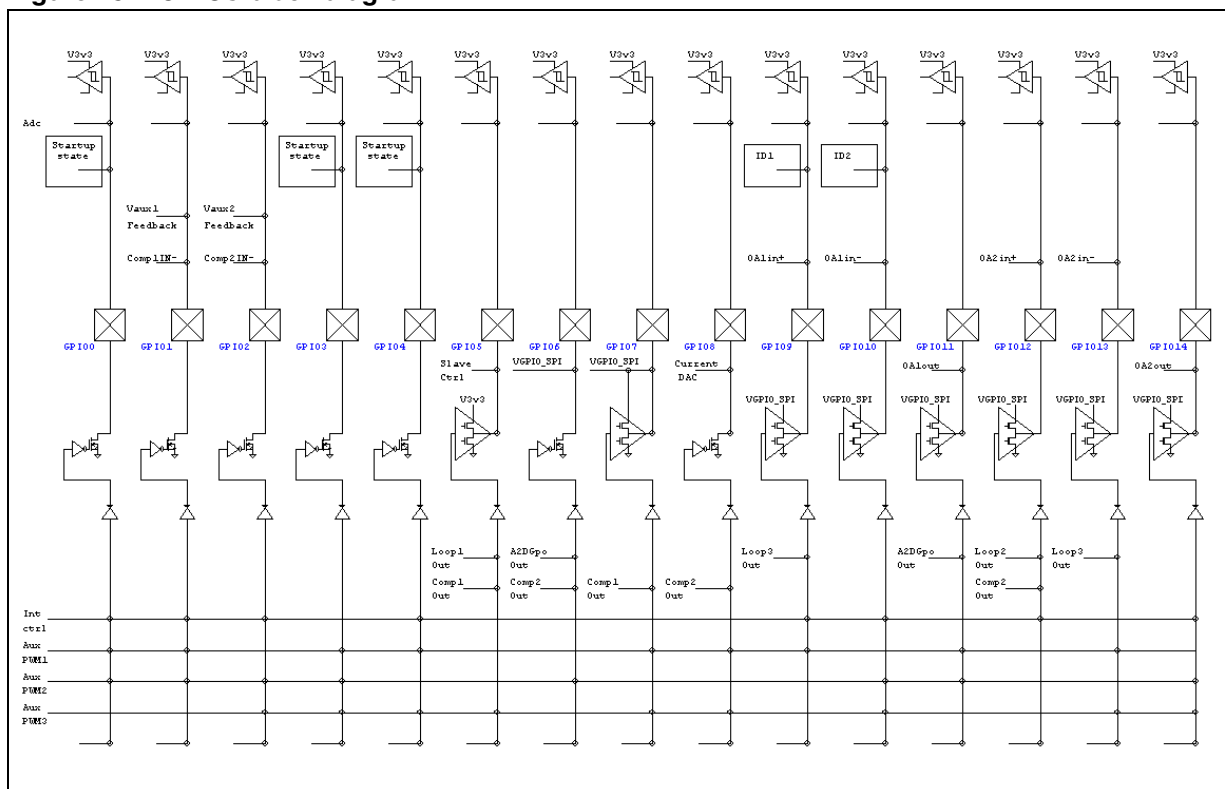 V3v3 V3v3 V3v3 V3v3 V3v3 V3v3 V3v3 V3v3 V3v3 V3v3 V3v3 V3v3 V3v3 V3v3 V3v3
Adc
Startup Startup Startup ID1 ID2
state state state
Vaux1 Vaux2
Feedback Feedback
Comp1IN- Comp2IN- OA1in+ OA1in- OA2in+ OA2in-
GPIO0 GPIO1 GPIO2 GPIO3 GPIO4 GPIO5 GPIO6 GPIO7 GPIO8 GPIO9 GPIO10 GPIO11 GPIO12 GPIO13 GPIO14
Slave VGPIO_SPI VGPIO_SPI Current OA1out OA2out
Ctrl DAC
V3v3 VGPIO_SPI VGPIO_SPI VGPIO_SPI VGPIO_SPI VGPIO_SPI VGPIO_SPI
Loop1 A2DGpo Loop3 A2DGpo Loop2 Loop3
Out Out Out Out Out Out
Comp1 Comp2 Comp1 Comp2 Comp2
Out Out Out Out Out
Int
ctrl
Aux
PWM1
Aux
PWM2
Aux
PWM3